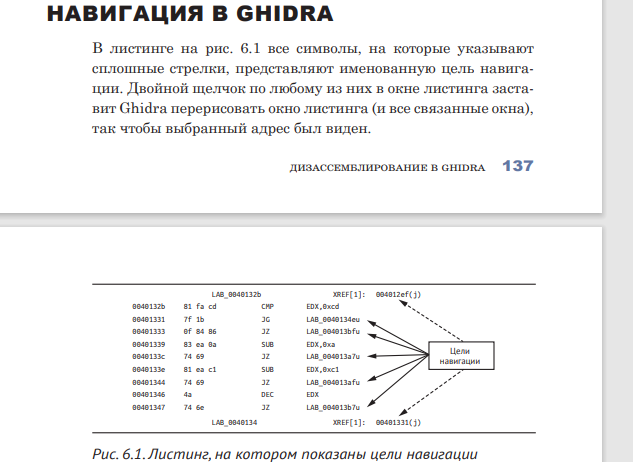 НАВИГАЦИЯ В GHIDRA
В листинге на рис. 6.1 все символы, на которые указывают
сплошные стрелки, представляют именованную цель навига-
ции. Двойной щелчок по любому из них в окне листинга заста-
вит Ghidra перерисовать окно листинга (и все связанные окна),
так чтобы выбранный адрес был виден.
ДИЗАССЕМБЛИРОВАНИЕ В GHIDRA 137
LAB_0040132b XREF[1]: 004012ef(j)
0040132b 81 fa cd CMP EDX,0xcd
00401331 7f 1b JG LAB_0040134eu
00401333 0f 84 86 JZ LAB_004013bfu
00401339 83 ea 0a SUB EDX,0xa
0040133c 74 69 JZ LAB_004013a7u
0040133e 81 ea c1 SUB EDX,0xc1
00401344 74 69 JZ LAB_004013afu
00401346 4a DEC EDX
00401347 74 6e JZ LAB_004013b7u
LAB_0040134 XREF[1]: 00401331(j)
Цели
навигации
Рис. 6.1. Листинг, на котором показаны цели навигации